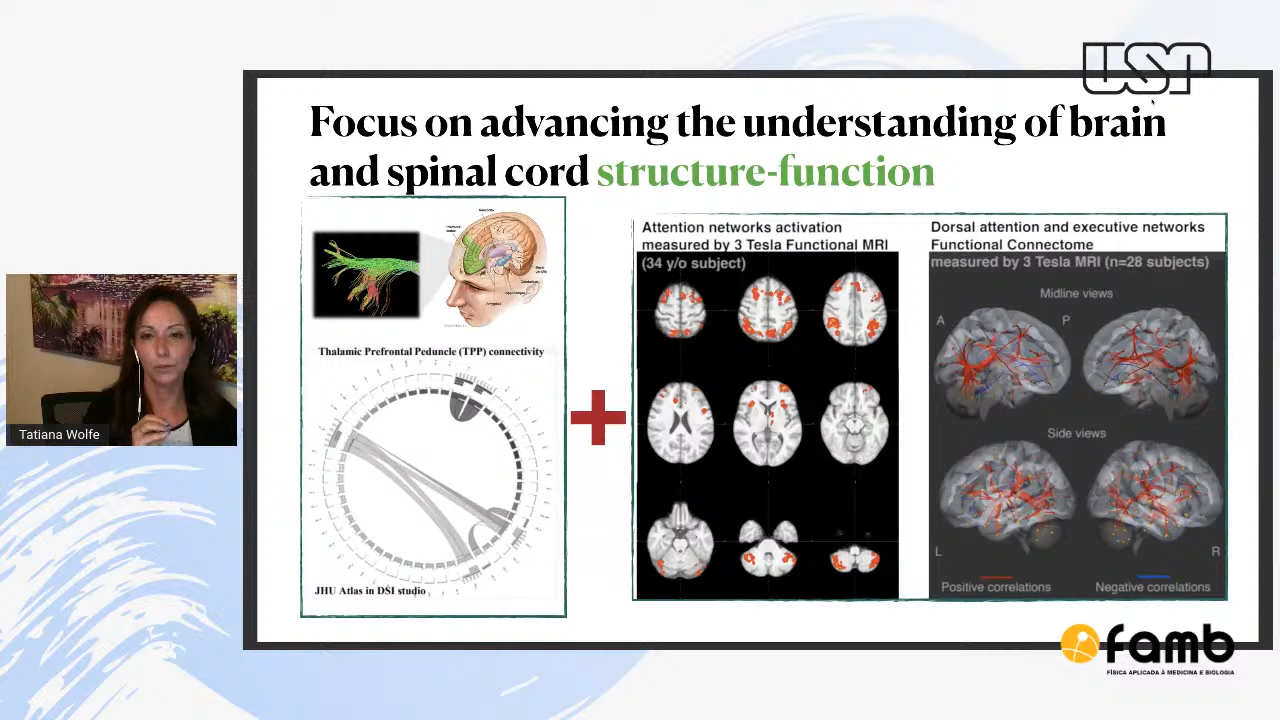 USP
Focus on advancing the understanding of brain
and spinal cord structure-function
Thalamic Prefrontal Peduncle (TPP) connectivity
JHU Atlas in DSI studio
Attention networks activation
measured by 3 Tesla Functional MRI
(34 y/o subject)
Dorsal attention and executive networks
Functional Connectome
measured by 3 Tesla MRI (n=28 subjects)
Midline views
A
P
Side views
L
R
Positive correlations
Negative correlations
Tatiana Wolfe
famb
FÍSICA APLICADA À MEDICINA E BIOLOGIA